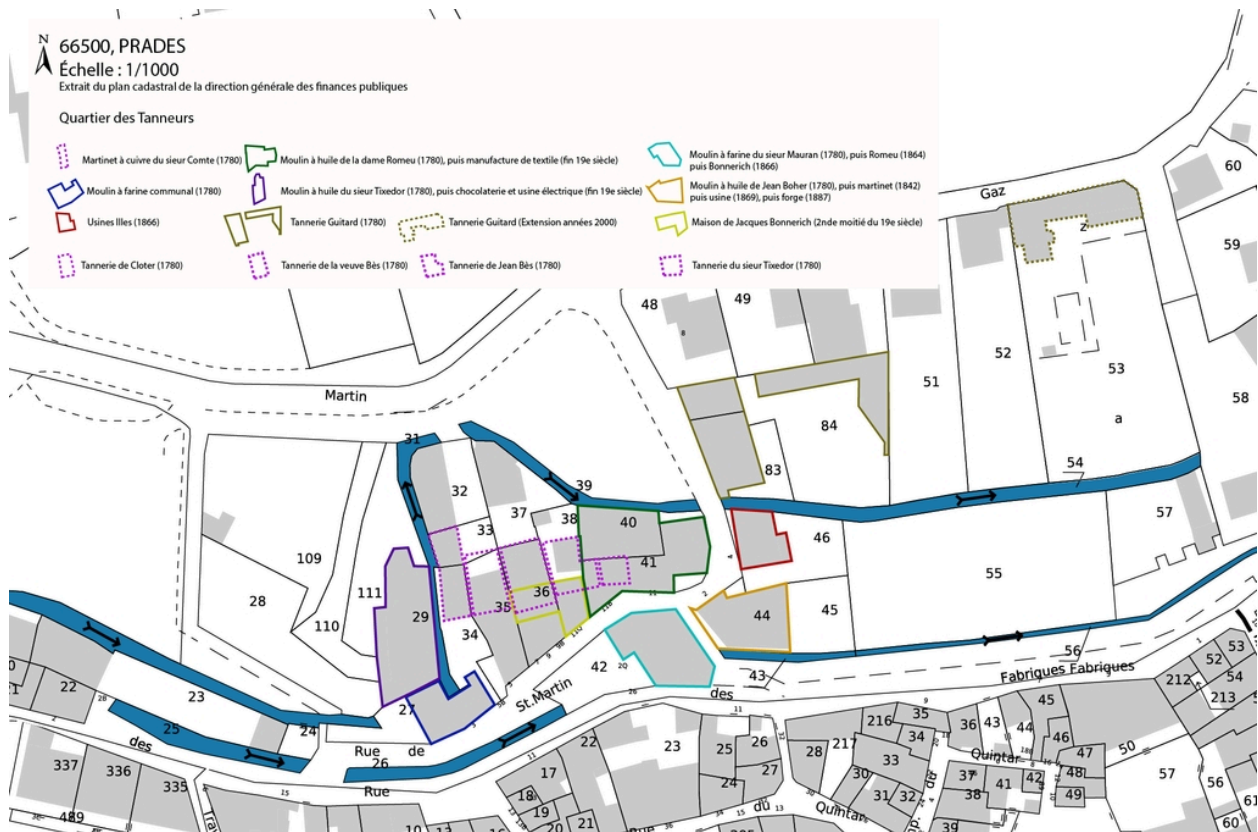 N
66500, PRADES
Échelle : 1/1000
Extrait du plan cadastral de la direction générale des finances publiques
Quartier des Tanneurs
Martinet à cuivre du sieur Comte (1780)
Moulin à huile de la dame Romeu (1780), puis manufacture de textile (fin 19e siècle)
Moulin à farine du sieur Mauran (1780), puis Romeu (1864)
puis Bonnerich (1866)
Moulin à farine communal (1780)
Moulin à huile du sieur Tixedor (1780), puis chocolaterie et usine électrique (fin 19e siècle)
Moulin à huile de Jean Boher (1780), puis martinet (1842)
puis usine (1869), puis forge (1887)
Usines Illes (1866)
Tannerie Guitard (1780)
Tannerie Guitard (Extension années 2000)
Maison de Jacques Bonnerich (2nde moitié du 19e siècle)
Tannerie de Cloter (1780)
Tannerie de la veuve Bès (1780)
Tannerie de Jean Bès (1780)
Tannerie du sieur Tixedor (1780)
60
Gaz
z
59
48
49
8
52
53
51
58
Martin
a
84
31
83
54
32
39
37
38
40
57
33
46
109
41
55
111
28
36
29
35
44
45
110
34
42
2Q
43
56
22
23
St.Martin
des
Fabriques Fabriques
27
25
24
Rue de
26
des
Rue
337
336
335
489
15
11
22
23
25
26
24
27
17
18
19
20
21
28
217
216
35
34
33
30
31
32
36
43
44
45
46
47
48
49
Quintar
37
38
41
42
39
50
57
56
212
52
53
54
213
61
60
du
Quintar
du
Rue